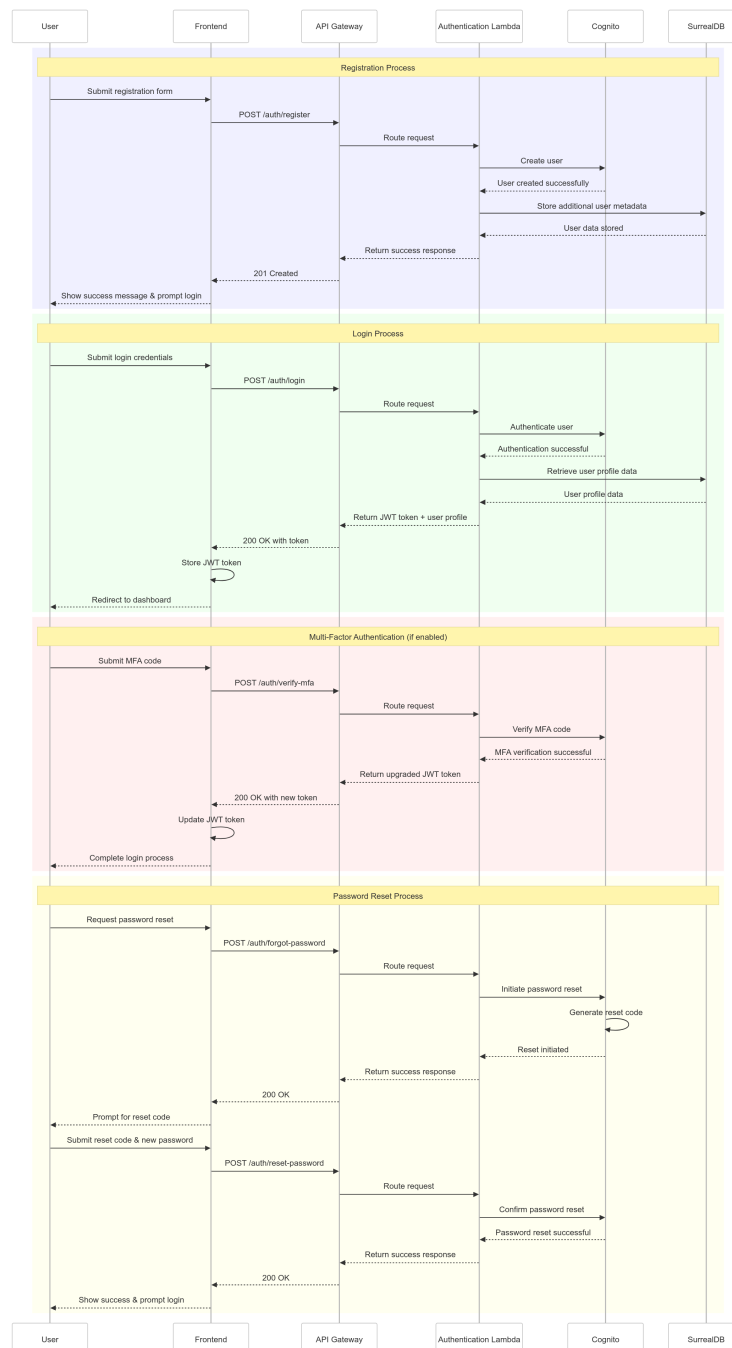 User Frontend API Gateway Authentication Lambda Cognito SurrealDB
Registration Process
Submit registration form
POST /auth/register
Route request
Create user
User created successfully
Store additional user metadata
User data stored
Return success response
201 Created
Show success message & prompt login
Login Process
Submit login credentials
POST /auth/login
Route request
Authenticate user
Authentication successful
Retrieve user profile data
User profile data
Return JWT token + user profile
200 OK with token
Store JWT token
Redirect to dashboard
Multi-Factor Authentication (if enabled)
Submit MFA code
POST /auth/verify-mfa
Route request
Verify MFA code
MFA verification successful
Return upgraded JWT token
200 OK with new token
Update JWT token
Complete login process
Password Reset Process
Request password reset
POST /auth/forgot-password
Route request
Initiate password reset
Generate reset code
Reset initiated
Return success response
200 OK
Prompt for reset code
Submit reset code & new password
POST /auth/reset-password
Route request
Confirm password reset
Password reset successful
Return success response
200 OK
Show success & prompt login
User Frontend API Gateway Authentication Lambda Cognito SurrealDB